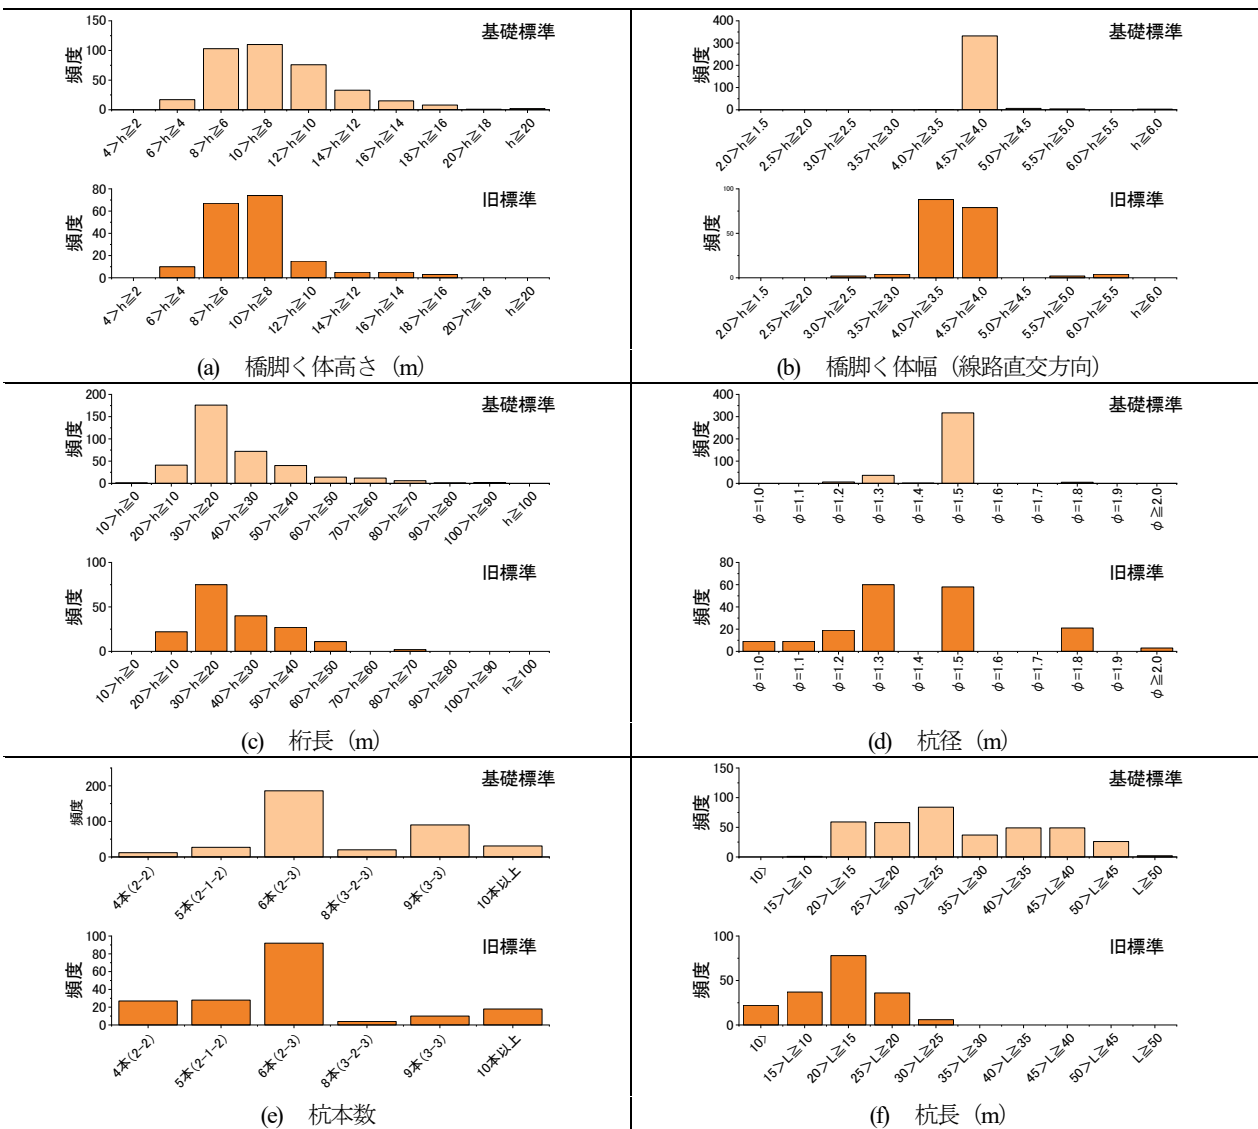 150
100
50
0
頻度
基礎標準
4>h≧2
6>h≧4
8>h≧6
10>h≧8
12>h≧10
14>h≧12
16>h≧14
18>h≧16
20>h≧18
h≧20
80
60
40
20
0
頻度
旧標準
4>h≧2
6>h≧4
8>h≧6
10>h≧8
12>h≧10
14>h≧12
16>h≧14
18>h≧16
20>h≧18
h≧20
(a) 橋脚く体高さ (m)
400
300
200
100
0
頻度
基礎標準
2.0>h≧1.5
2.5>h≧2.0
3.0>h≧2.5
3.5>h≧3.0
4.0>h≧3.5
4.5>h≧4.0
5.0>h≧4.5
5.5>h≧5.0
6.0>h≧5.5
h≧6.0
100
50
0
頻度
旧標準
2.0>h≧1.5
2.5>h≧2.0
3.0>h≧2.5
3.5>h≧3.0
4.0>h≧3.5
4.5>h≧4.0
5.0>h≧4.5
5.5>h≧5.0
6.0>h≧5.5
h≧6.0
(b) 橋脚く体幅 (線路直交方向)
200
150
100
50
0
頻度
基礎標準
10>h≧0
20>h≧10
30>h≧20
40>h≧30
50>h≧40
60>h≧50
70>h≧60
80>h≧70
90>h≧80
100>h≧90
h≧100
100
50
0
頻度
旧標準
10>h≧0
20>h≧10
30>h≧20
40>h≧30
50>h≧40
60>h≧50
70>h≧60
80>h≧70
90>h≧80
100>h≧90
h≧100
(c) 桁長 (m)
400
300
200
100
0
頻度
基礎標準
φ=1.0
φ=1.1
φ=1.2
φ=1.3
φ=1.4
φ=1.5
φ=1.6
φ=1.7
φ=1.8
φ=1.9
φ≧2.0
80
60
40
20
0
頻度
旧標準
φ=1.0
φ=1.1
φ=1.2
φ=1.3
φ=1.4
φ=1.5
φ=1.6
φ=1.7
φ=1.8
φ=1.9
φ≧2.0
(d) 杭径 (m)
200
100
0
頻度
基礎標準
4本(2-2)
5本(2-1-2)
6本(2-3)
8本(3-2-3)
9本(3-3)
10本以上
100
80
60
40
20
0
頻度
旧標準
4本(2-2)
5本(2-1-2)
6本(2-3)
8本(3-2-3)
9本(3-3)
10本以上
(e) 杭本数
150
100
50
0
頻度
基礎標準
10>
15>L≧10
20>L≧15
25>L≧20
30>L≧25
35>L≧30
40>L≧35
45>L≧40
50>L≧45
L≧50
100
50
0
頻度
旧標準
10>
15>L≧10
20>L≧15
25>L≧20
30>L≧25
35>L≧30
40>L≧35
45>L≧40
50>L≧45
L≧50
(f) 杭長 (m)